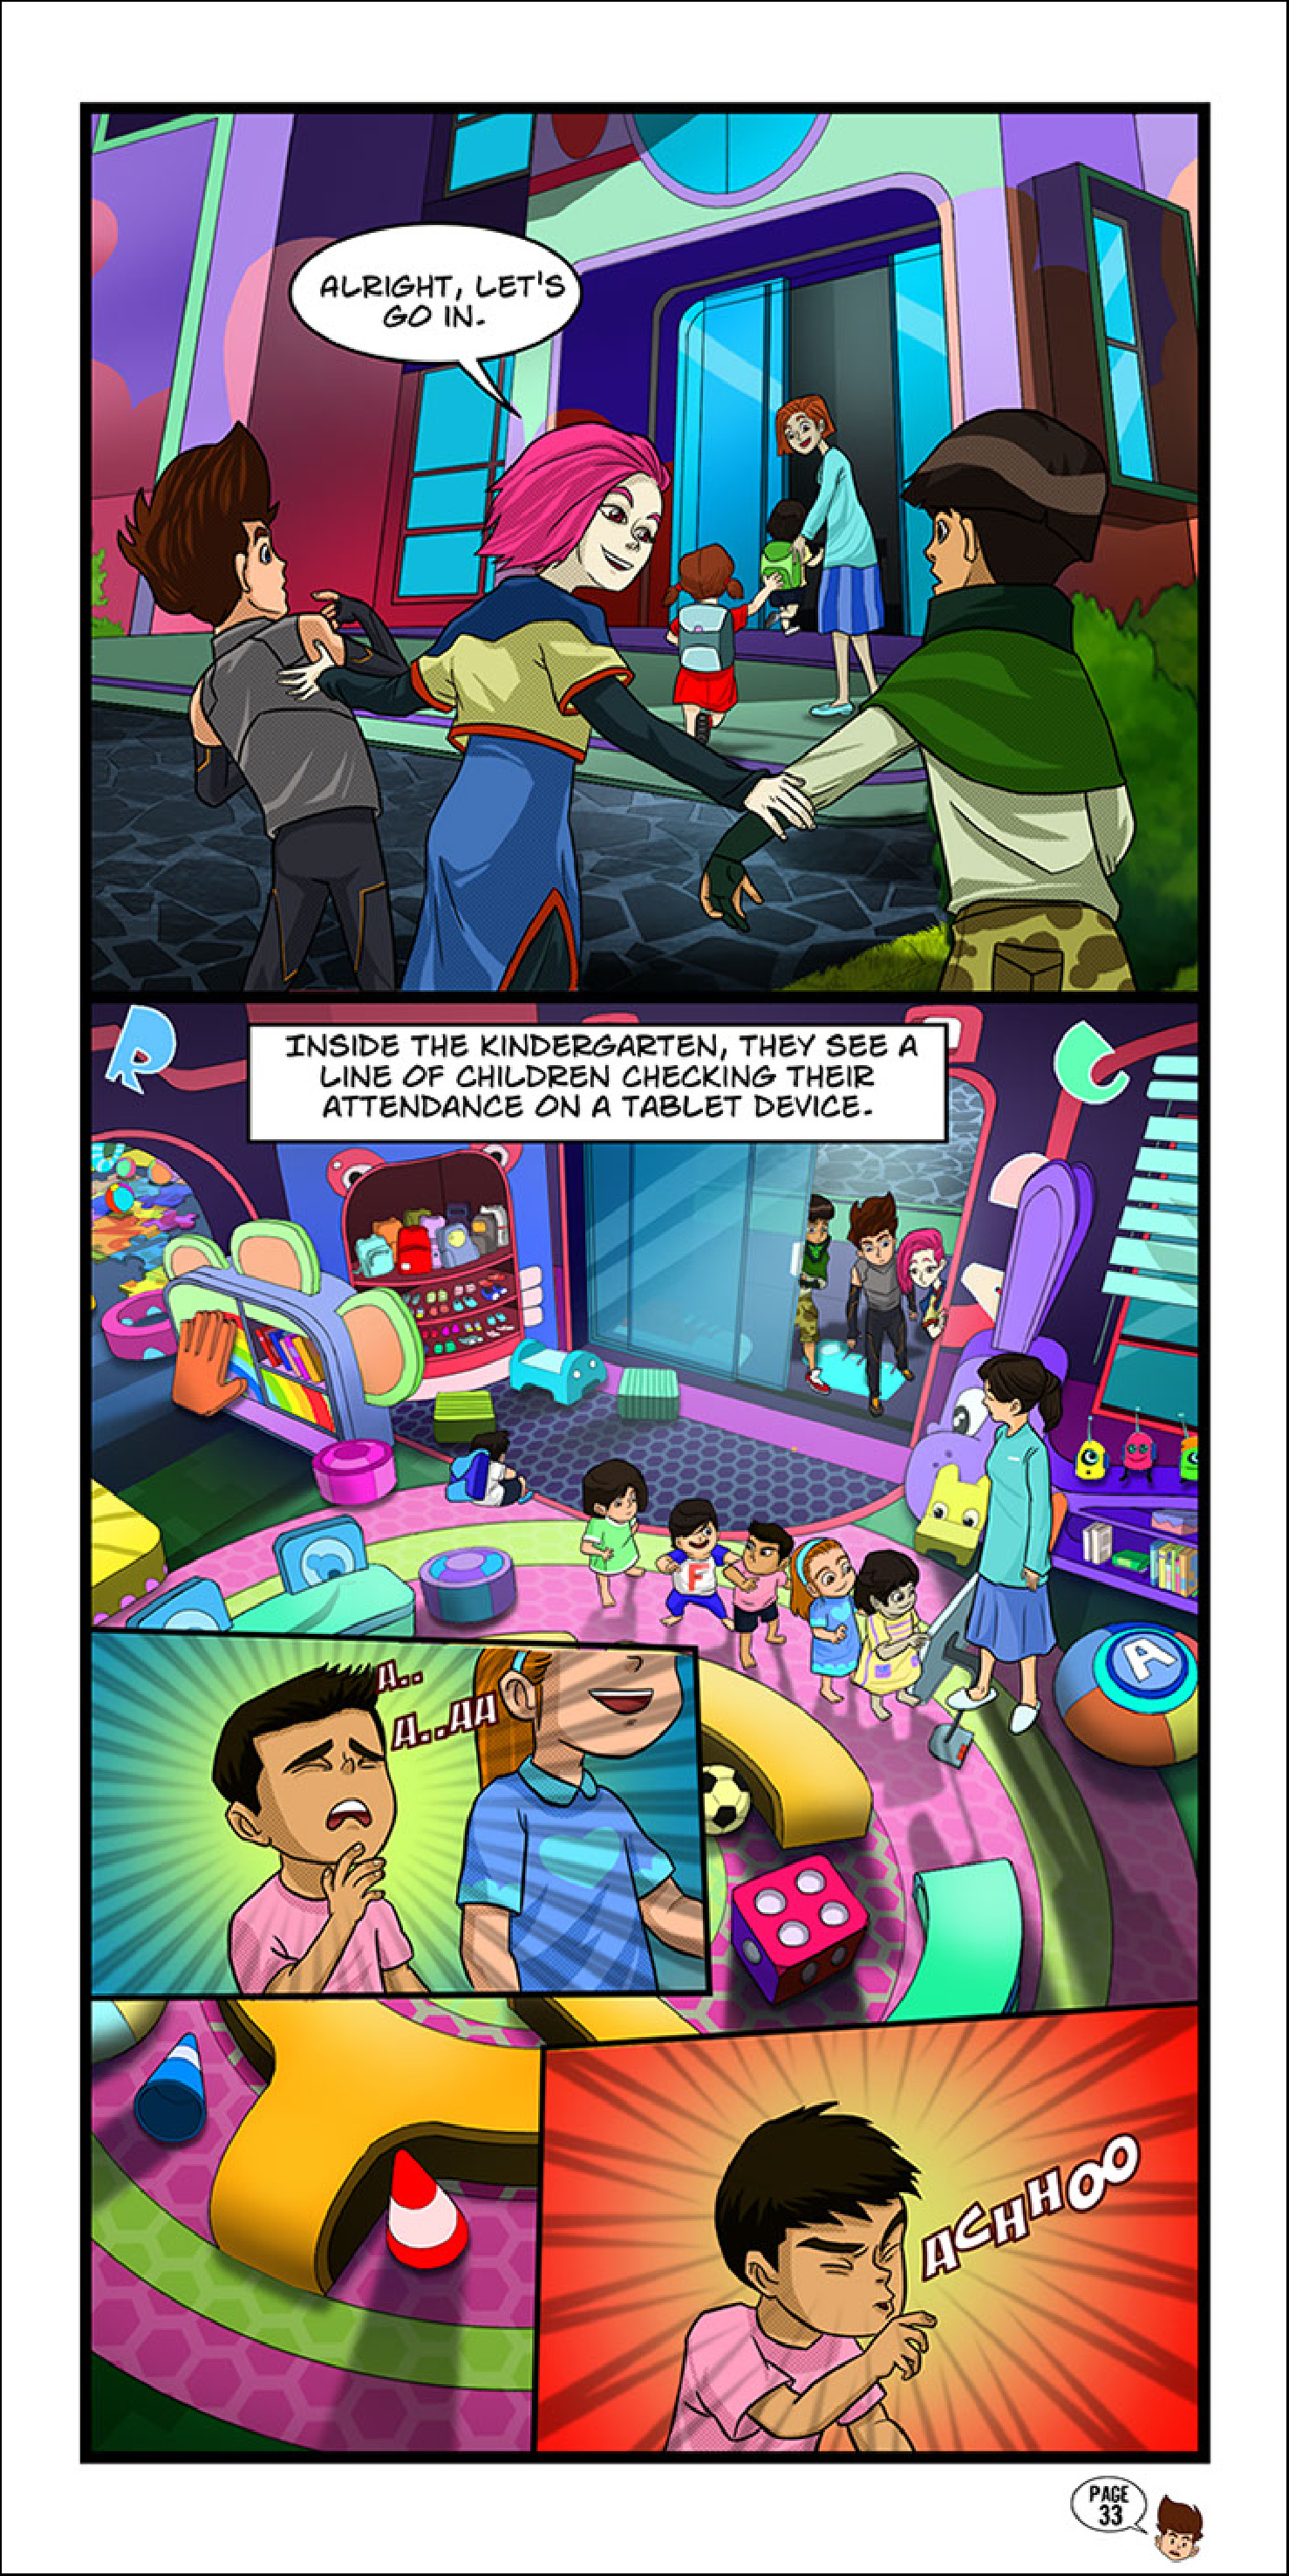 ALRIGHT, LET'S
GO IN.
R
C
INSIDE THE KINDERGARTEN, THEY SEE A
LINE OF CHILDREN CHECKING THEIR
ATTENDANCE ON A TABLET DEVICE.
F
A
A..
A..AA
ACHHOO
PAGE
33